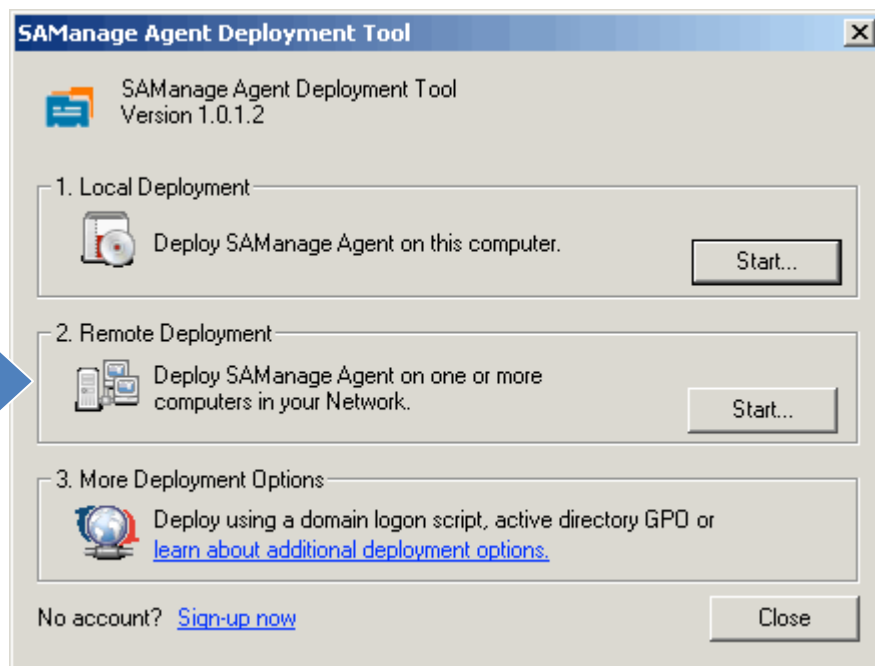 SAManage Agent Deployment Tool
SAManage Agent Deployment Tool
Version 1.0.1.2
1. Local Deployment
Deploy SAManage Agent on this computer.
Start...
2. Remote Deployment
Deploy SAManage Agent on one or more
computers in your Network.
Start...
3. More Deployment Options
Deploy using a domain logon script, active directory GPO or
learn about additional deployment options.
No account? Sign-up now
Close